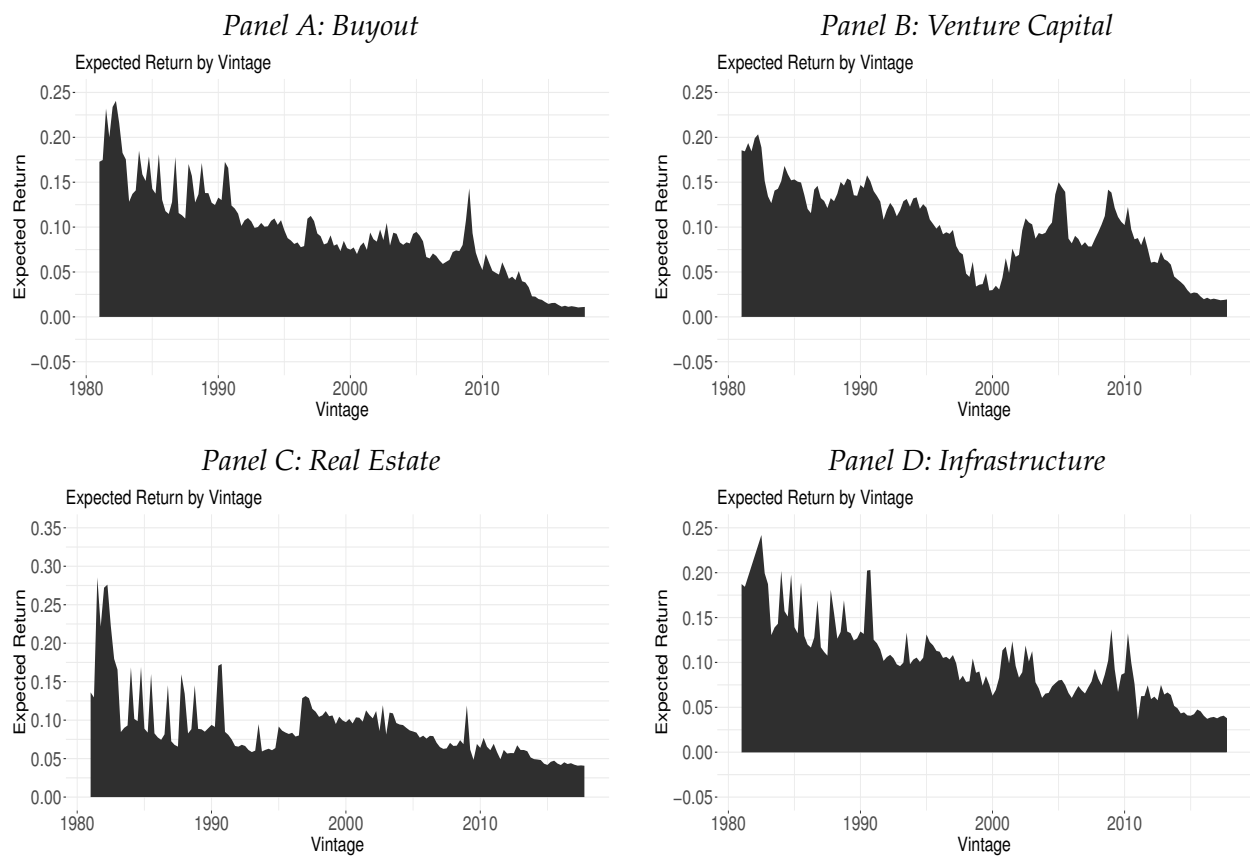 Panel A: Buyout
Expected Return by Vintage
Expected Return
0.25
0.20
0.15
0.10
0.05
0.00
−0.05
1980 1990 2000 2010
Vintage
Panel B: Venture Capital
Expected Return by Vintage
Expected Return
0.25
0.20
0.15
0.10
0.05
0.00
−0.05
1980 1990 2000 2010
Vintage
Panel C: Real Estate
Expected Return by Vintage
Expected Return
0.35
0.30
0.25
0.20
0.15
0.10
0.05
0.00
1980 1990 2000 2010
Vintage
Panel D: Infrastructure
Expected Return by Vintage
Expected Return
0.25
0.20
0.15
0.10
0.05
0.00
−0.05
1980 1990 2000 2010
Vintage